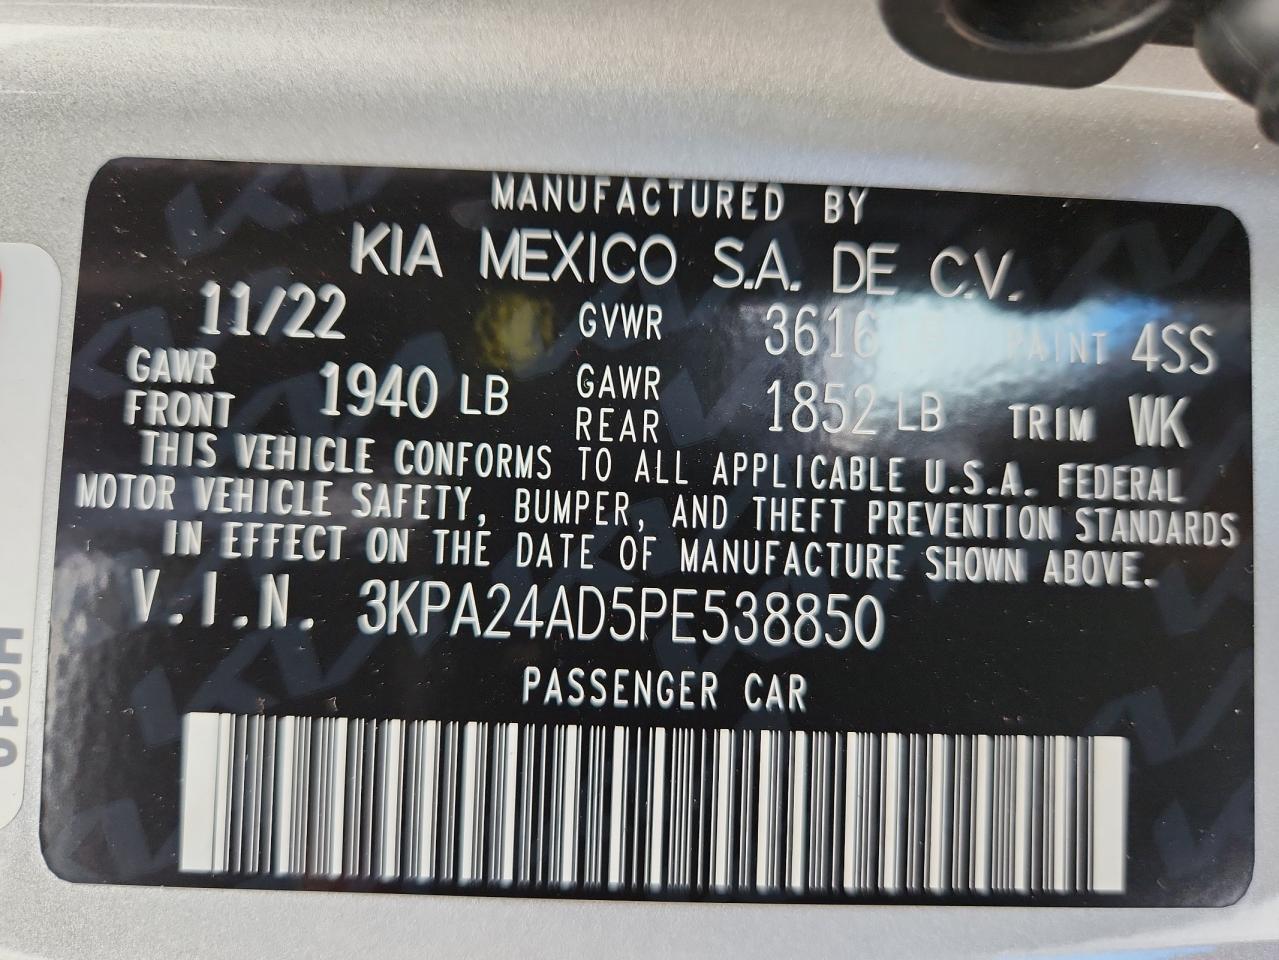 MANUFACTURED BY
KIA MEXICO S.A. DE C.V.
11/22 GVWR 3616 PAINT 4SS
GAWR FRONT 1940 LB GAWR REAR 1852 LB TRIM WK
THIS VEHICLE CONFORMS TO ALL APPLICABLE U.S.A. FEDERAL
MOTOR VEHICLE SAFETY, BUMPER, AND THEFT PREVENTION STANDARDS
IN EFFECT ON THE DATE OF MANUFACTURE SHOWN ABOVE.
V.I.N. 3KPA24AD5PE538850
PASSENGER CAR